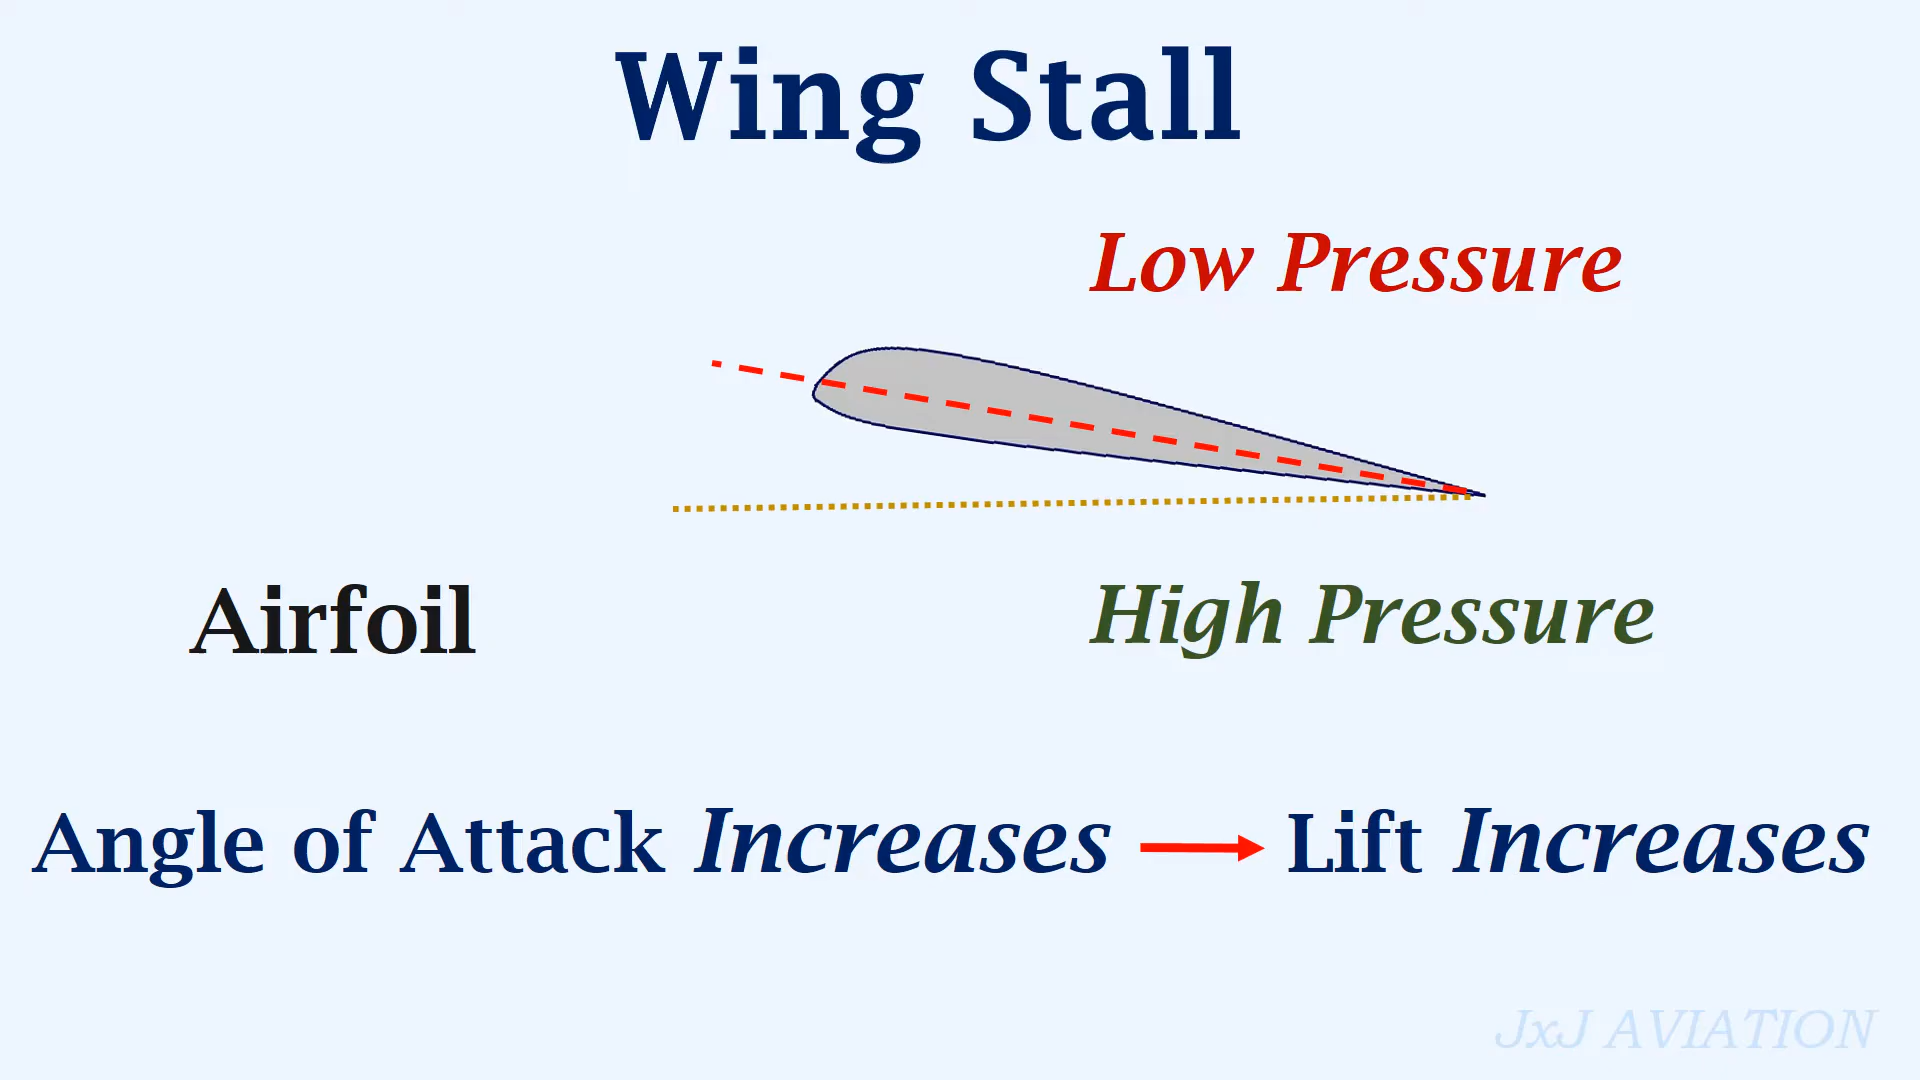 Wing Stall
Low Pressure
Airfoil
High Pressure
Angle of Attack Increases Lift Increases
JxJ AVIATION